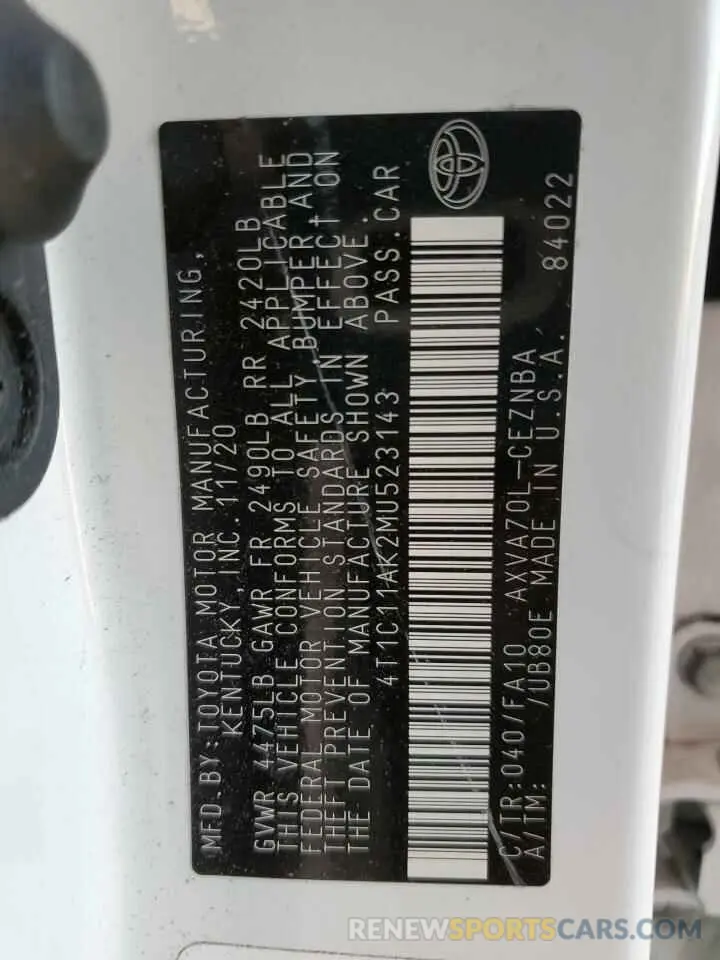 MFD.BY:TOYOTA MOTOR MANUFACTURING,
KENTUCKY, INC. 11/20
GVWR 4475LB GAWR FR 2490LB RR 2420LB
THIS VEHICLE CONFORMS TO ALL APPLICABLE
FEDERAL MOTOR VEHICLE SAFETY BUMPER,AND
THEFT PREVENTION STANDARDS IN EFFECT ON
THE DATE OF MANUFACTURE SHOWN ABOVE.
4T1C11AK2MU523143 PASS.CAR
C/TR:040/FA10 AXVA70L-CEZNBA
A/TM: /UB80E MADE IN U.S.A. 84022
RENEWSPORTSCARS.COM